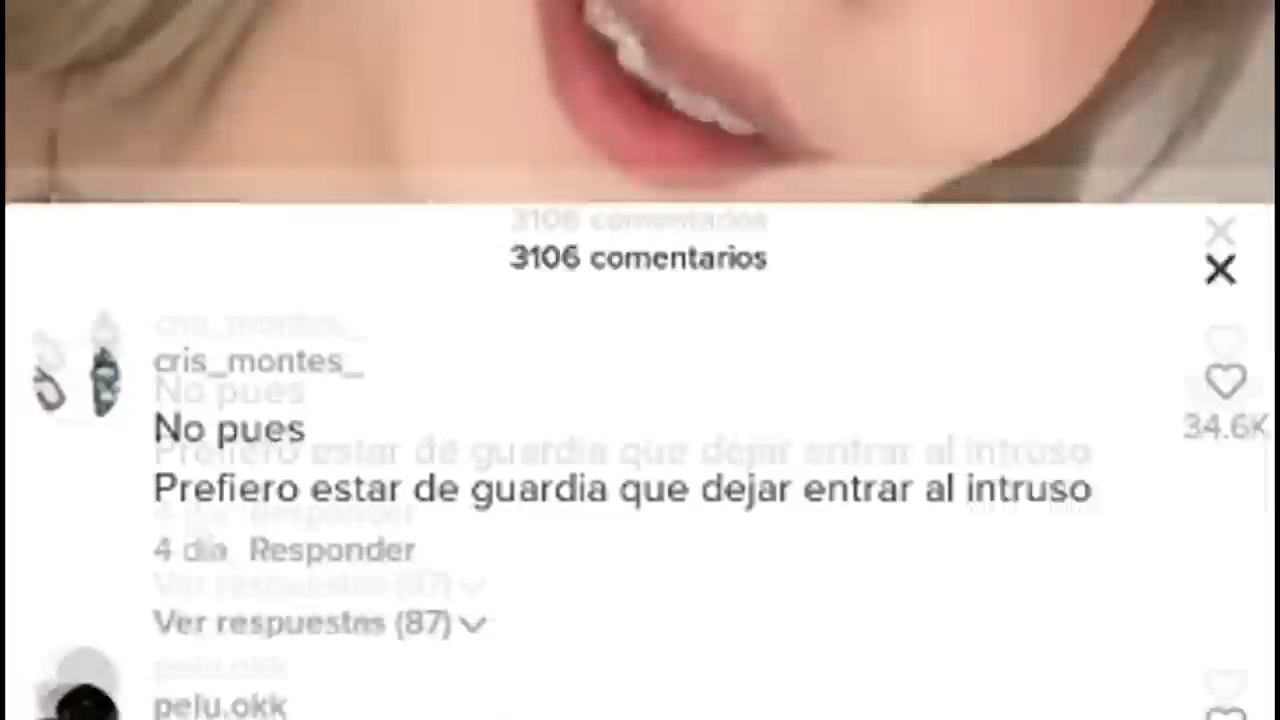 3106 comentarios
cris_montes_
No pues
34.6K
Prefiero estar de guardia que dejar entrar al intruso
4 día Responder
Ver respuestas (87)
pelu.okk